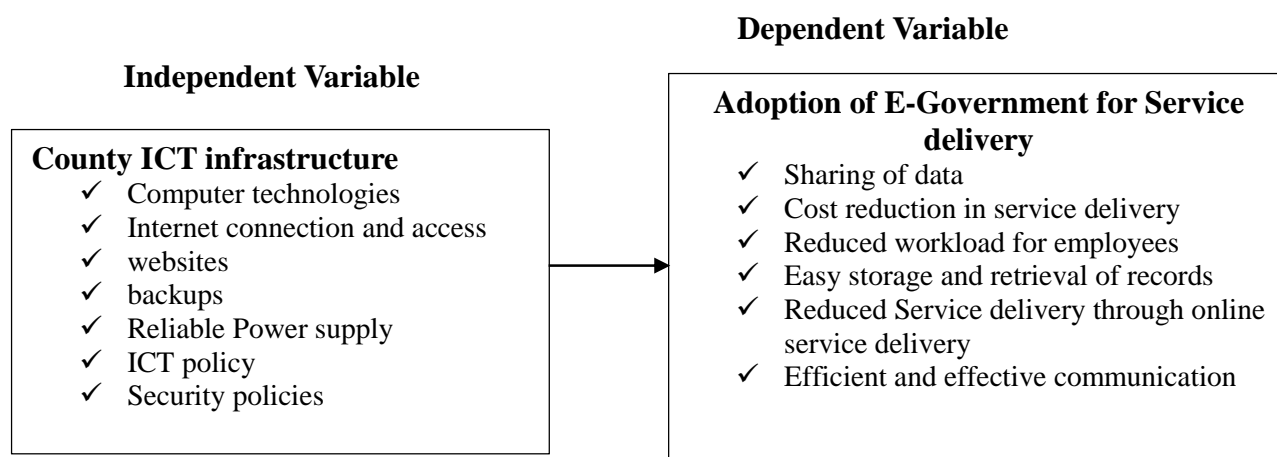 Dependent Variable
Independent Variable
County ICT infrastructure
✓ Computer technologies
✓ Internet connection and access
✓ websites
✓ backups
✓ Reliable Power supply
✓ ICT policy
✓ Security policies
Adoption of E-Government for Service
delivery
✓ Sharing of data
✓ Cost reduction in service delivery
✓ Reduced workload for employees
✓ Easy storage and retrieval of records
✓ Reduced Service delivery through online
service delivery
✓ Efficient and effective communication